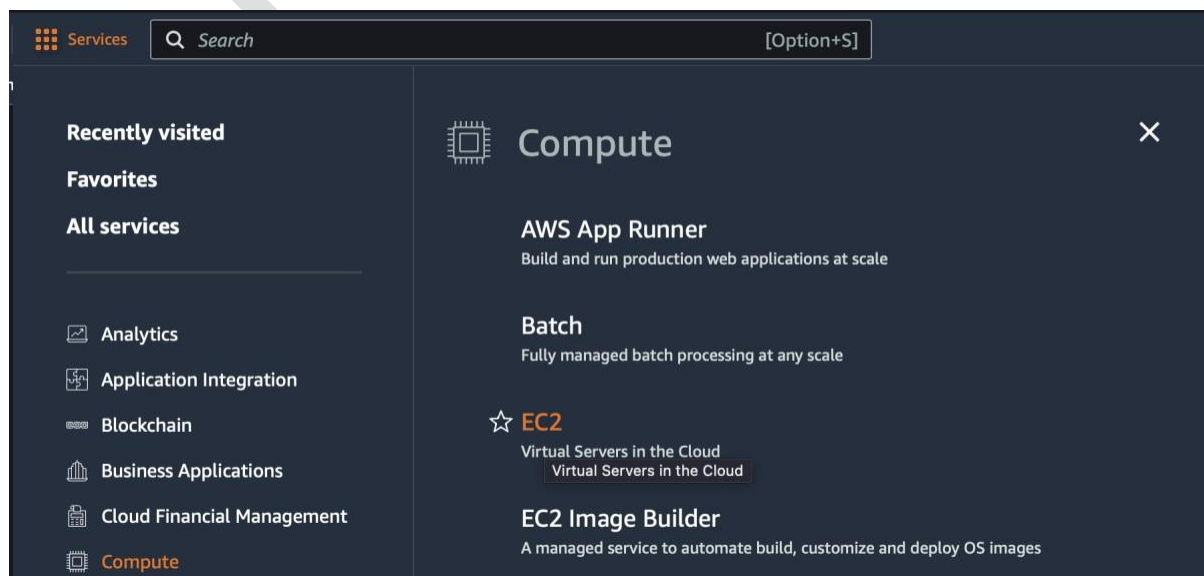 Services
Search [Option+S]
Recently visited
Favorites
All services
Analytics
Application Integration
Blockchain
Business Applications
Cloud Financial Management
Compute
Compute
AWS App Runner
Build and run production web applications at scale
Batch
Fully managed batch processing at any scale
EC2
Virtual Servers in the Cloud
Virtual Servers in the Cloud
EC2 Image Builder
A managed service to automate build, customize and deploy OS images